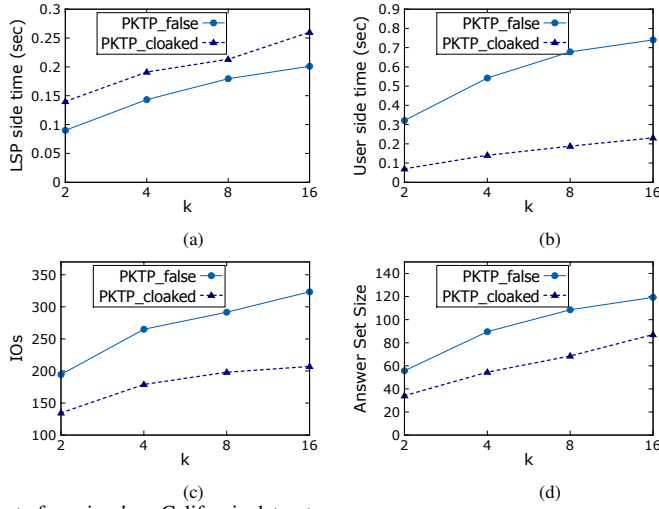 0.3
0.25
0.2
0.15
0.1
0.05
0
LSP side time (sec)
PKTP_false
PKTP_cloaked
2 4 8 16
k
(a)
0.9
0.8
0.7
0.6
0.5
0.4
0.3
0.2
0.1
0
User side time (sec)
PKTP_false
PKTP_cloaked
2 4 8 16
k
(b)
350
300
250
200
150
100
IOs
PKTP_false
PKTP_cloaked
2 4 8 16
k
(c)
140
120
100
80
60
40
20
0
Answer Set Size
PKTP_false
PKTP_cloaked
2 4 8 16
k
(d)